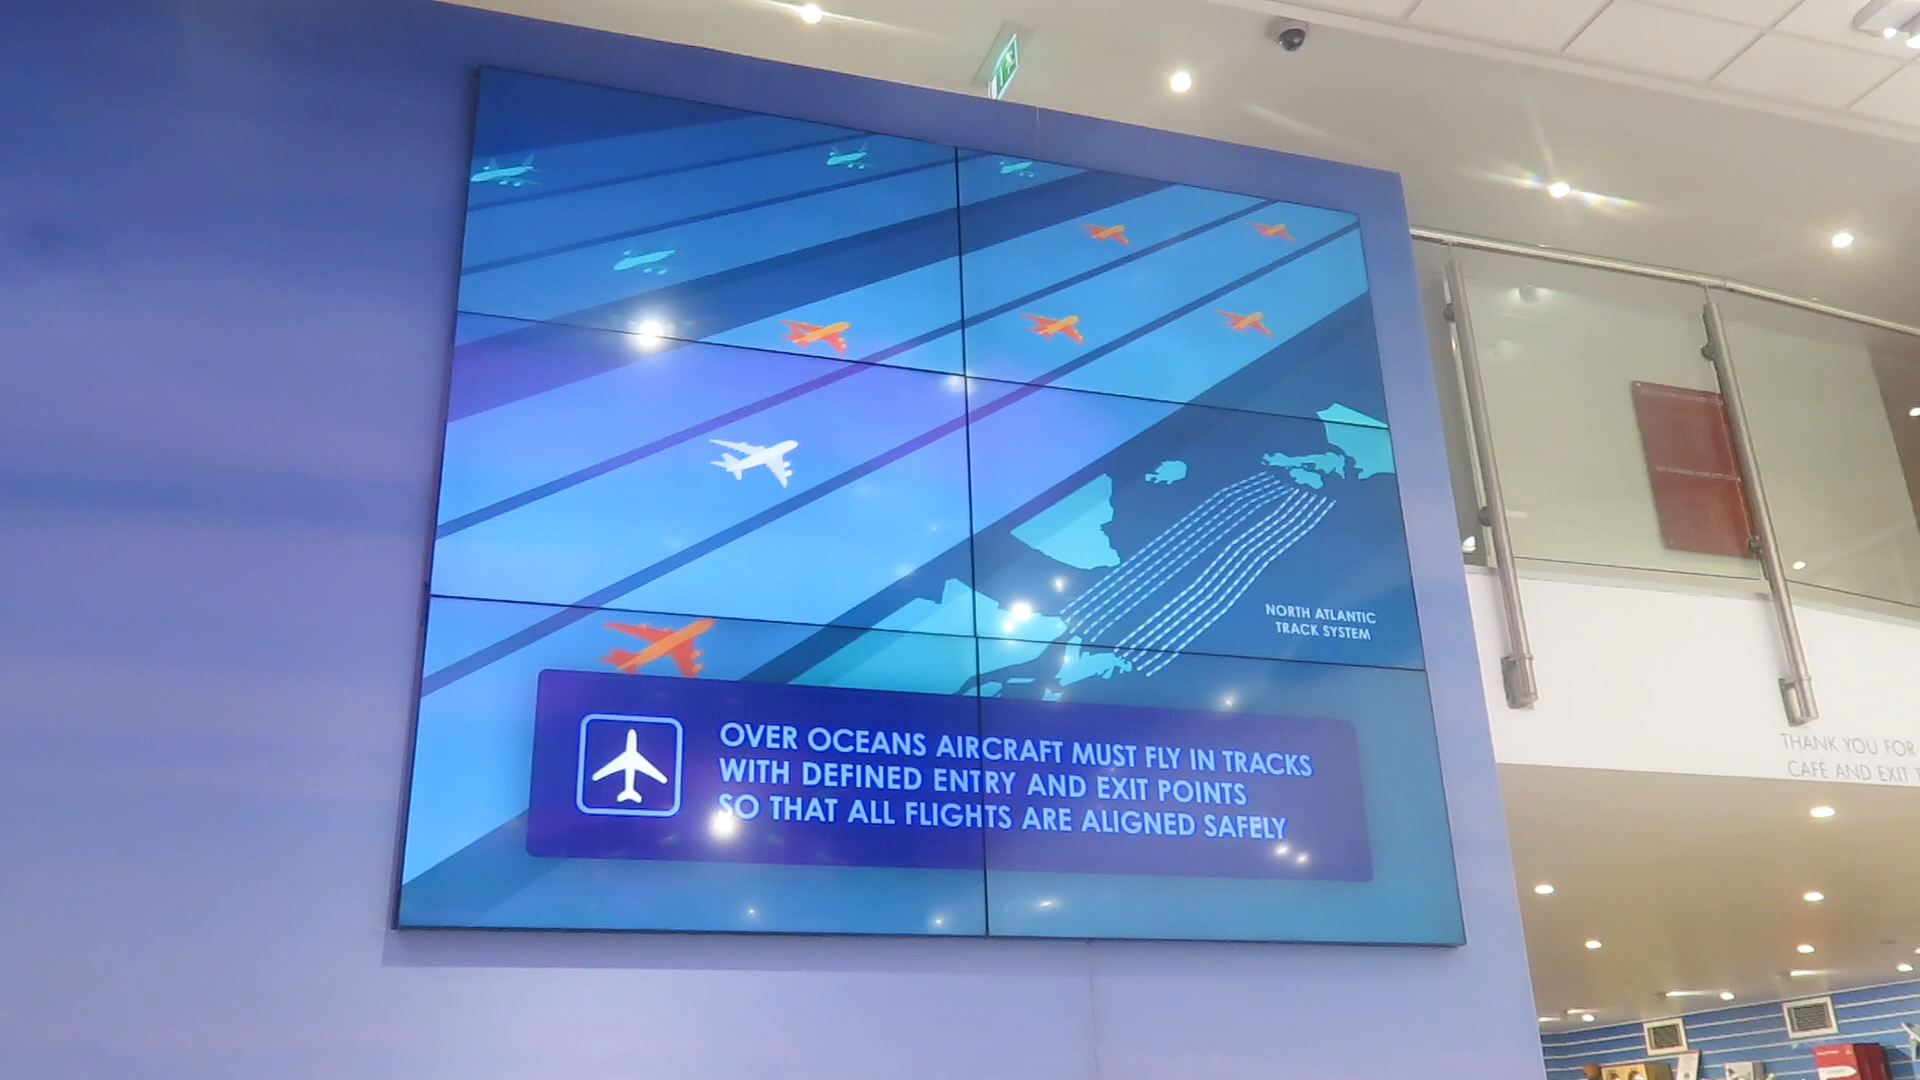 NORTH ATLANTIC
TRACK SYSTEM
OVER OCEANS AIRCRAFT MUST FLY IN TRACKS
WITH DEFINED ENTRY AND EXIT POINTS
SO THAT ALL FLIGHTS ARE ALIGNED SAFELY
THANK YOU FOR
CAFÉ AND EXIT T